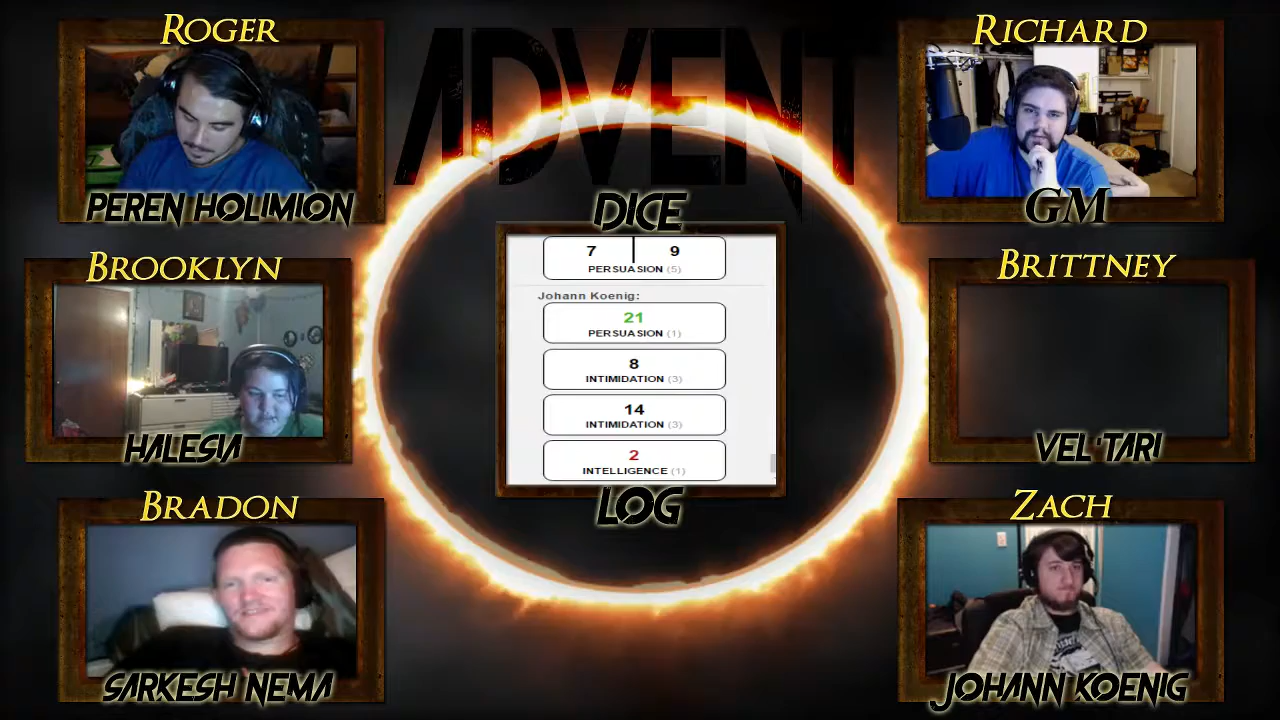 ADVENT
ROGER
PEREN HOLIMION
RICHARD
GM
DICE
7 | 9
PERSUASION (5)
Johann Koenig:
21
PERSUASION (1)
8
INTIMIDATION (3)
14
INTIMIDATION (3)
2
INTELLIGENCE (1)
LOG
BROOKLYN
HALESIA
BRITTNEY
VEL'TARI
BRADON
SARKESH NEMA
ZACH
JOHANN KOENIG